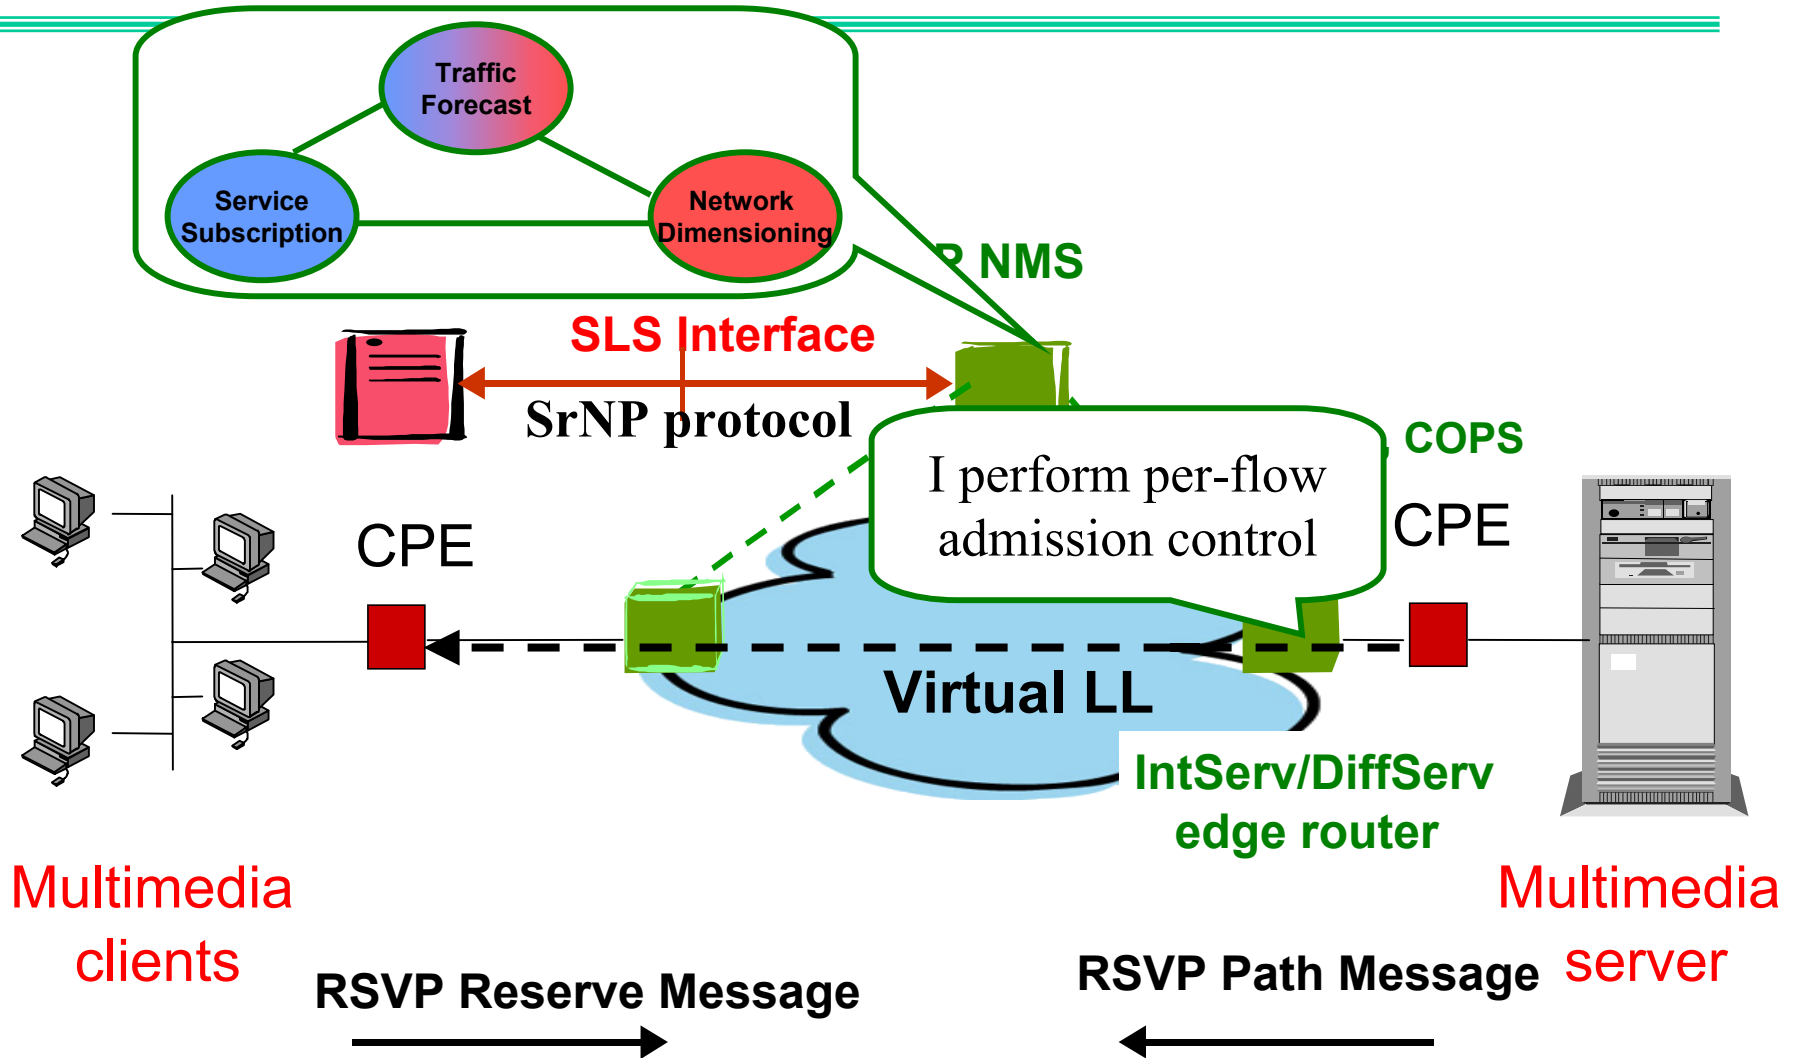 Traffic
Forecast
Service
Subscription
Network
Dimensioning
NMS
SLS Interface
SrNP protocol
COPS
I perform per-flow
admission control
CPE
CPE
Virtual LL
IntServ/DiffServ
edge router
Multimedia
clients
Multimedia
server
RSVP Reserve Message
RSVP Path Message